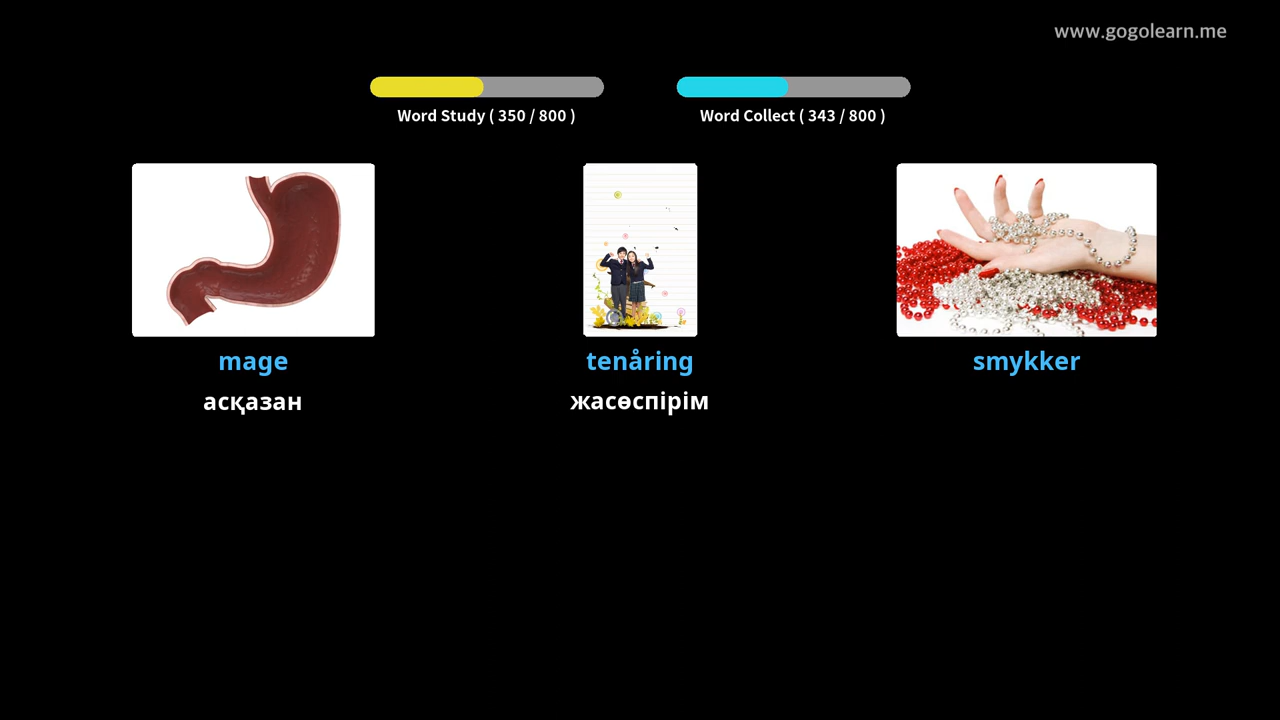 www.gogolearn.me
Word Study ( 350 / 800 )
Word Collect ( 343 / 800 )
mage
tenåring
smykker
асқазан
жасөспірім